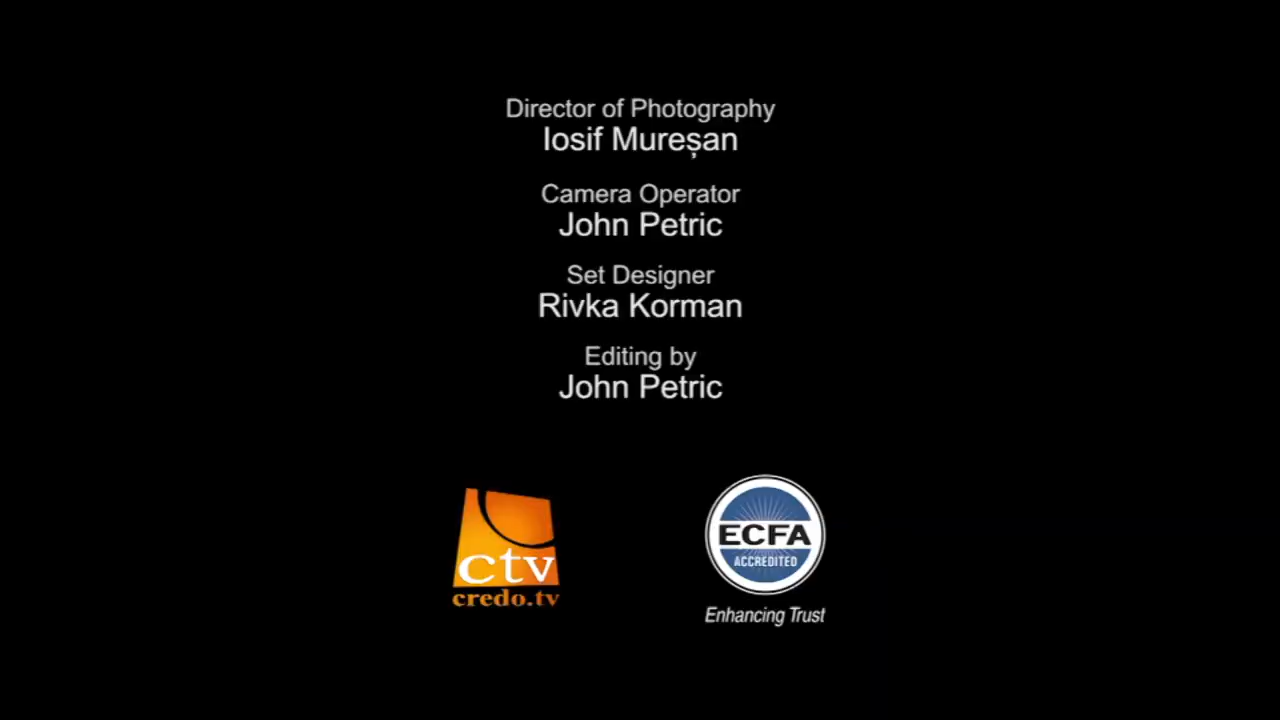 Director of Photography
Iosif Mureșan
Camera Operator
John Petric
Set Designer
Rivka Korman
Editing by
John Petric
ctv
credo.tv
ECFA
ACCREDITED
Enhancing Trust